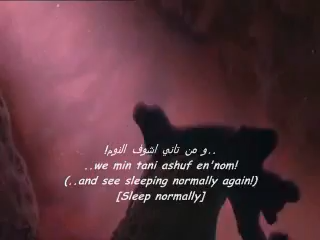 ..و من تاني اشوف النوم!
..we min tani ashuf en'nom!
(..and see sleeping normally again!)
[Sleep normally]